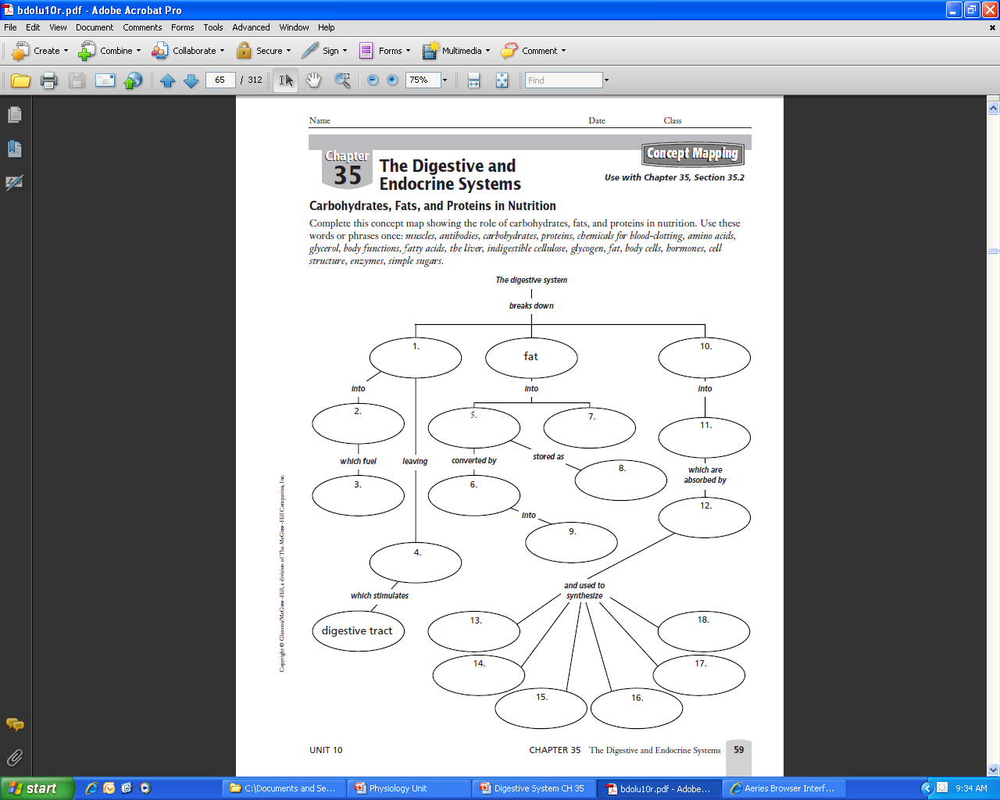 bdolu10r.pdf - Adobe Acrobat Pro
File Edit View Document Comments Forms Tools Advanced Window Help
Create Combine Collaborate Secure Sign Forms Multimedia Comment
65 / 312 75% Find
Name Date Class
Chapter
35
The Digestive and
Endocrine Systems
Concept Mapping
Use with Chapter 35, Section 35.2
Carbohydrates, Fats, and Proteins in Nutrition
Complete this concept map showing the role of carbohydrates, fats, and proteins in nutrition. Use these
words or phrases once: muscles, antibodies, carbohydrates, proteins, chemicals for blood-clotting, amino acids,
glycerol, body functions, fatty acids, the liver, indigestible cellulose, glycogen, fat, body cells, hormones, cell
structure, enzymes, simple sugars.
The digestive system
breaks down
1.
fat
10.
into
into
into
2.
5.
7.
11.
which fuel
leaving
converted by
stored as
8.
which are
absorbed by
3.
6.
12.
into
9.
4.
and used to
synthesize
which stimulates
digestive tract
13.
18.
14.
17.
15.
16.
Copyright © Glencoe/McGraw-Hill, a division of The McGraw-Hill Companies, Inc.
UNIT 10
CHAPTER 35 The Digestive and Endocrine Systems 59
start C:\Documents and Se... Physiology Unit Digestive System CH 35 bdolu10r.pdf - Adobe... Aeries Browser Interf... 9:34 AM